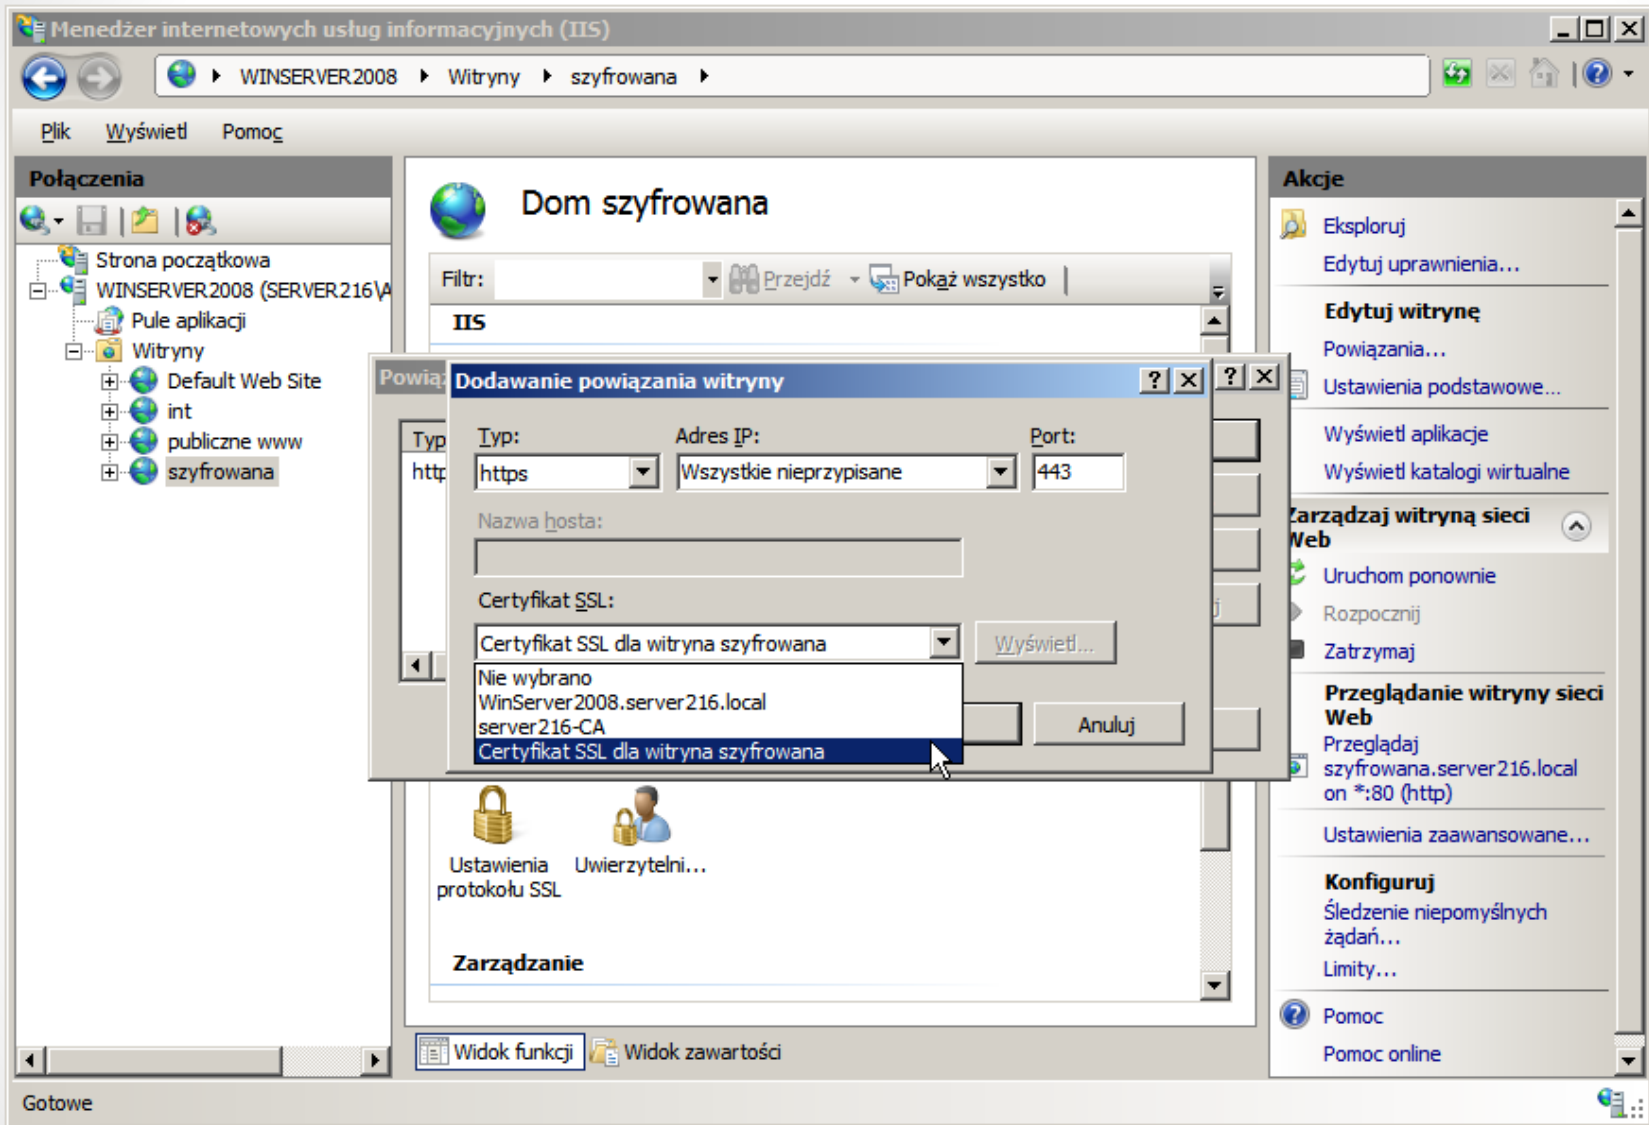 Menedżer internetowych usług informacyjnych (IIS)
WINSERVER2008 Witryny szyfrowana
Plik Wyświetl Pomoc
Połączenia
Strona początkowa
WINSERVER2008 (SERVER216\A
Pule aplikacji
Witryny
Default Web Site
int
publiczne www
szyfrowana
Dom szyfrowana
Filtr: Przejdź Pokaż wszystko
IIS
Powiąz
Typ
http
Dodawanie powiązania witryny
Typ: Adres IP: Port:
https Wszystkie nieprzypisane 443
Nazwa hosta:
Certyfikat SSL:
Certyfikat SSL dla witryna szyfrowana Wyświetl...
Nie wybrano
WinServer2008.server216.local
server216-CA
Certyfikat SSL dla witryna szyfrowana
Anuluj
Ustawienia protokołu SSL
Uwierzytelni...
Zarządzanie
Widok funkcji Widok zawartości
Akcje
Eksploruj
Edytuj uprawnienia...
Edytuj witrynę
Powiązania...
Ustawienia podstawowe...
Wyświetl aplikacje
Wyświetl katalogi wirtualne
Zarządzaj witryną sieci
Web
Uruchom ponownie
Rozpocznij
Zatrzymaj
Przeglądanie witryny sieci
Web
Przeglądaj
szyfrowana.server216.local
on *:80 (http)
Ustawienia zaawansowane...
Konfiguruj
Śledzenie niepomyślnych
żądań...
Limity...
Pomoc
Pomoc online
Gotowe